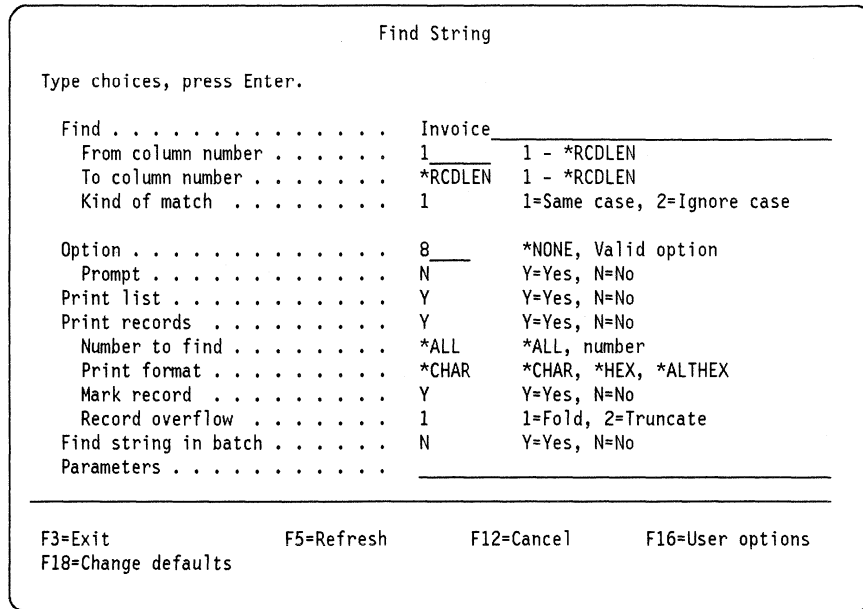 Find String
Type choices, press Enter.
Find . . . . . . . . . . . . . . Invoice
From column number . . . . . . 1 1 - *RCDLEN
To column number . . . . . . . *RCDLEN 1 - *RCDLEN
Kind of match . . . . . . . . 1 1=Same case, 2=Ignore case
Option . . . . . . . . . . . . . 8 *NONE, Valid option
Prompt . . . . . . . . . . . . N Y=Yes, N=No
Print list . . . . . . . . . . . Y Y=Yes, N=No
Print records . . . . . . . . . Y Y=Yes, N=No
Number to find . . . . . . . . *ALL *ALL, number
Print format . . . . . . . . . *CHAR *CHAR, *HEX, *ALTHEX
Mark record . . . . . . . . . Y Y=Yes, N=No
Record overflow . . . . . . . 1 1=Fold, 2=Truncate
Find string in batch . . . . . . N Y=Yes, N=No
Parameters . . . . . . . . . . .
F3=Exit F5=Refresh F12=Cancel F16=User options
F18=Change defaults